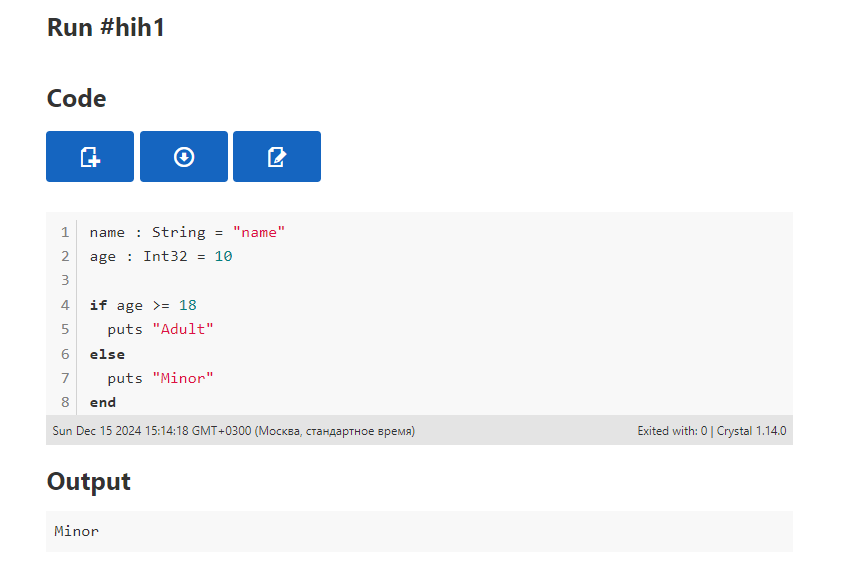 Run #hih1
Code
1 name : String = "name"
2 age : Int32 = 10
3
4 if age >= 18
5   puts "Adult"
6 else
7   puts "Minor"
8 end
Sun Dec 15 2024 15:14:18 GMT+0300 (Москва, стандартное время) Exited with: 0 | Crystal 1.14.0
Output
Minor